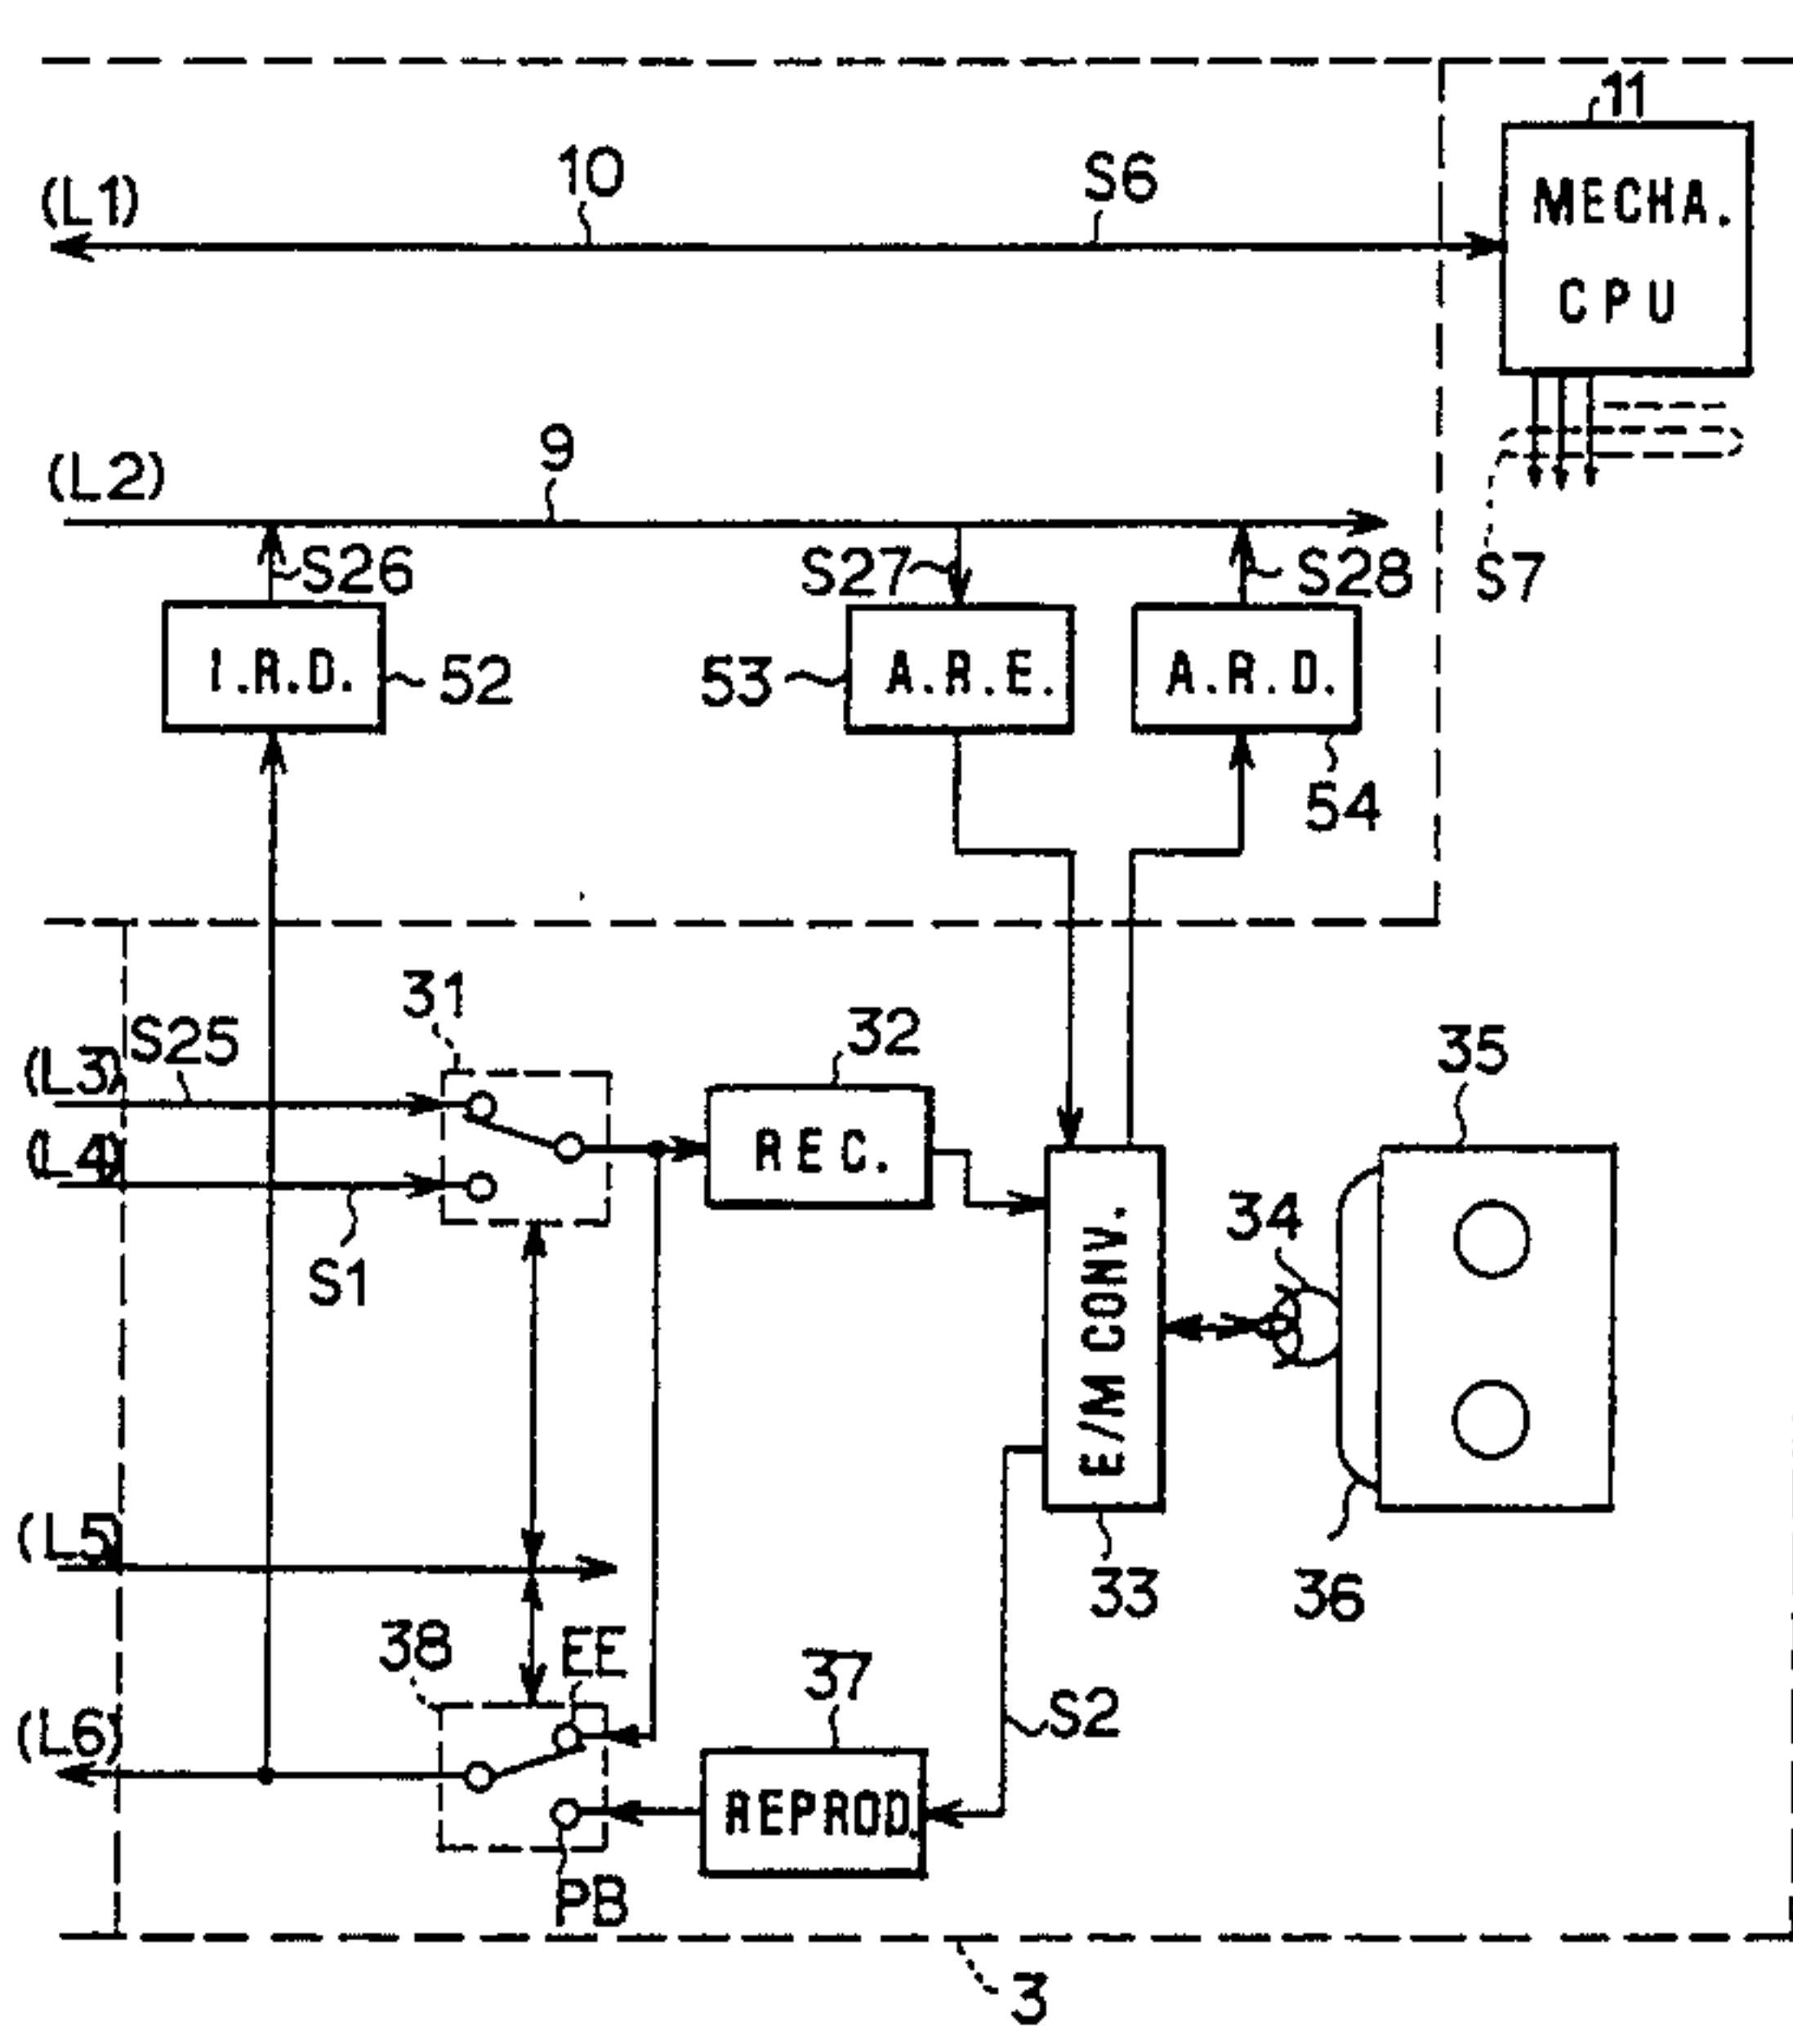 11
(L1)
10
S6
MECHA.
CPU
(L2)
9
S26
S27
S28
S7
I.R.D.
52
53
A.R.E.
A.R.D.
54
31
S25
32
35
(L3)
(L4)
REC.
S1
34
E/M CONV.
(L5)
33
36
38
EE
37
S2
(L6)
REPROD.
PB
3